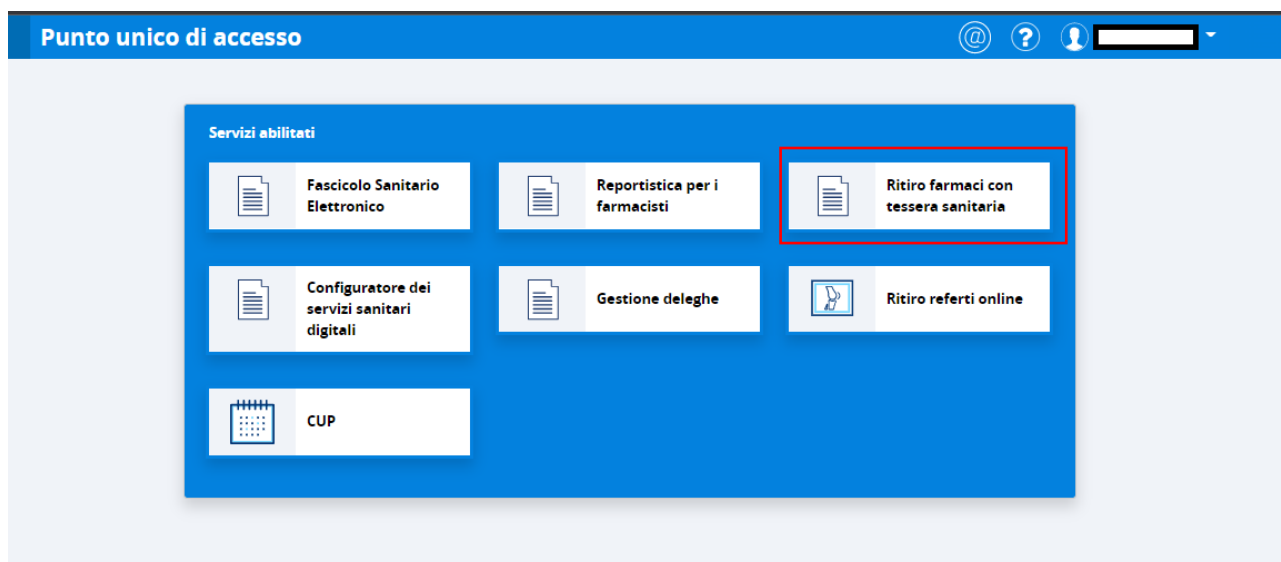 Punto unico di accesso
@ ?
Servizi abilitati
Fascicolo Sanitario
Elettronico
Reportistica per i
farmacisti
Ritiro farmaci con
tessera sanitaria
Configuratore dei
servizi sanitari
digitali
Gestione deleghe
Ritiro referti online
CUP